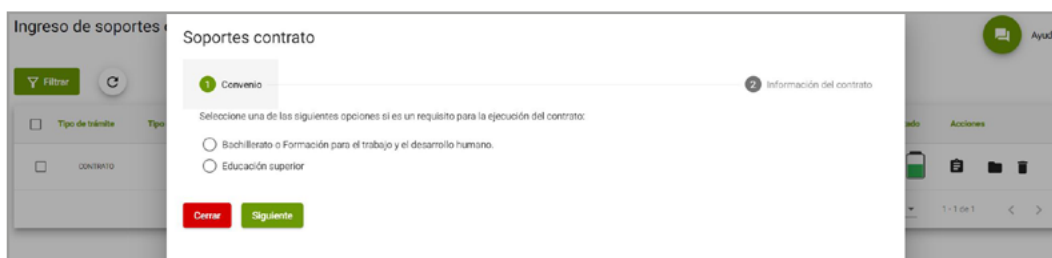 Ingreso de soportes
Soportes contrato
Ayud
Filtrar
1 Convenio
2 Información del contrato
Seleccione una de las siguientes opciones si es un requisito para la ejecución del contrato:
Tipo de trámite Tipo ado Acciones
Bachillerato o Formación para el trabajo y el desarrollo humano.
CONTRATO
Educación superior
Cerrar Siguiente
1 - 1 de 1